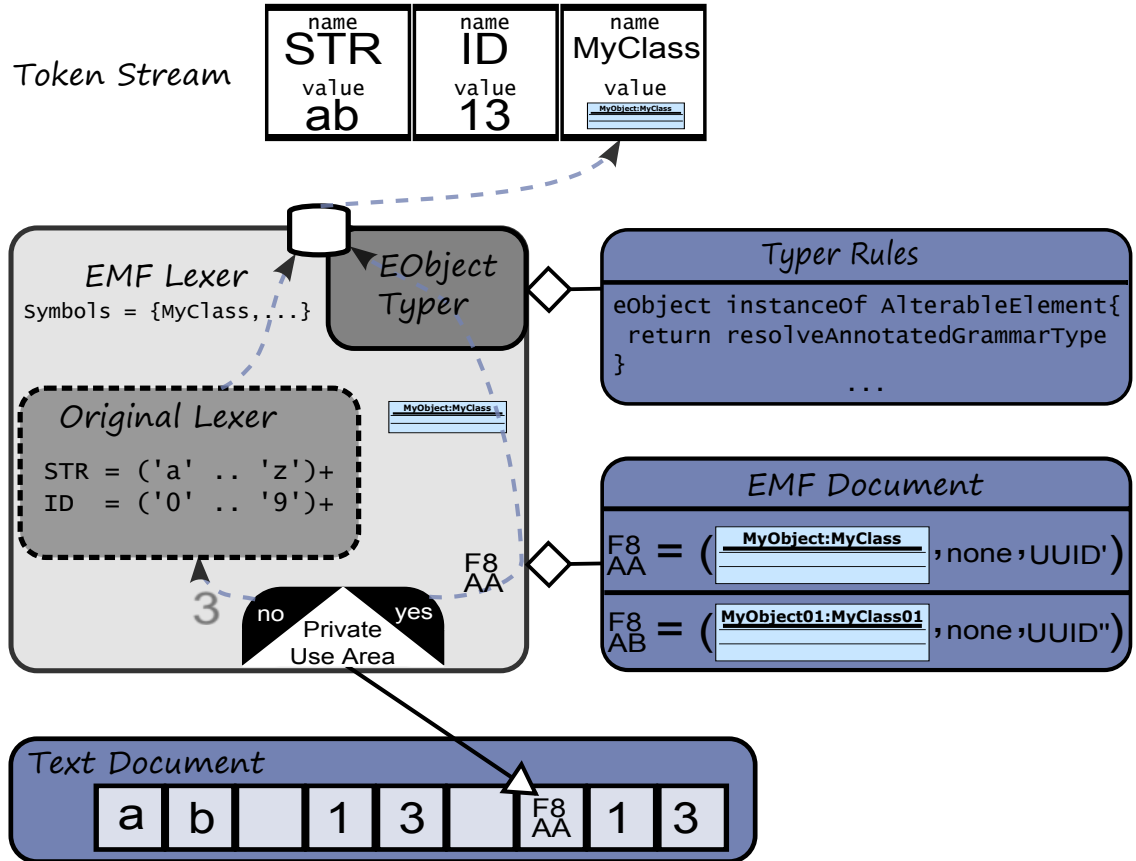 Token Stream
name name name
STR ID MyClass
value value value
ab 13 MyObject:MyClass
EMF Lexer
Symbols = {MyClass,...}
EObject
Typer
Typer Rules
eObject instanceOf AlterableElement{
return resolveAnnotatedGrammarType
}
...
Original Lexer
STR = ('a' .. 'z')+
ID = ('0' .. '9')+
MyObject:MyClass
EMF Document
F8
AA = ( MyObject:MyClass , none , UUID')
F8
AB = ( MyObject01:MyClass01 , none , UUID")
F8
AA
3
no yes
Private
Use Area
Text Document
a b 1 3 F8
AA 1 3